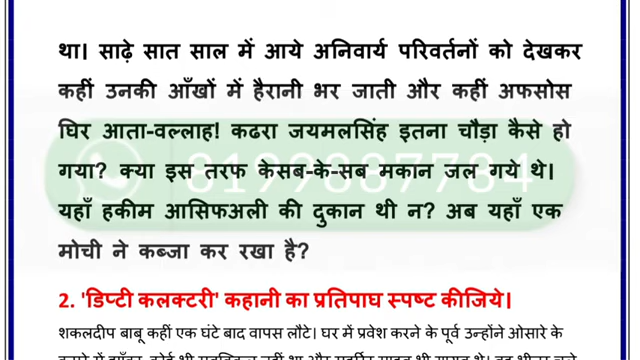 था। साढ़े सात साल में आये अनिवार्य परिवर्तनों को देखकर
कहीं उनकी आँखों में हैरानी भर जाती और कहीं अफसोस
घिर आता-वल्लाह! कढरा जयमलसिंह इतना चौड़ा कैसे हो
गया? क्या इस तरफ केसब-के-सब मकान जल गये थे।
8199887784
यहाँ हकीम आसिफअली की दुकान थी न? अब यहाँ एक
मोची ने कब्जा कर रखा है?
2. 'डिप्टी कलक्टरी' कहानी का प्रतिपाघ स्पष्ट कीजिये।
शकलदीप बाबू कहीं एक घंटे बाद वापस लौटे। घर में प्रवेश करने के पूर्व उन्होंने ओसारे के